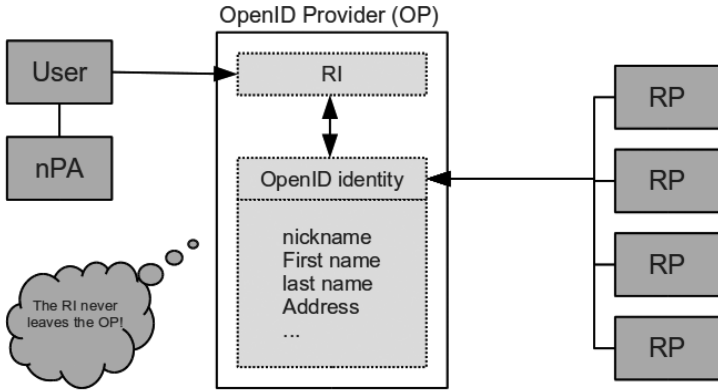 OpenID Provider (OP)
User
nPA
RI
OpenID identity
nickname
First name
last name
Address
...
The RI never
leaves the OP!
RP
RP
RP
RP